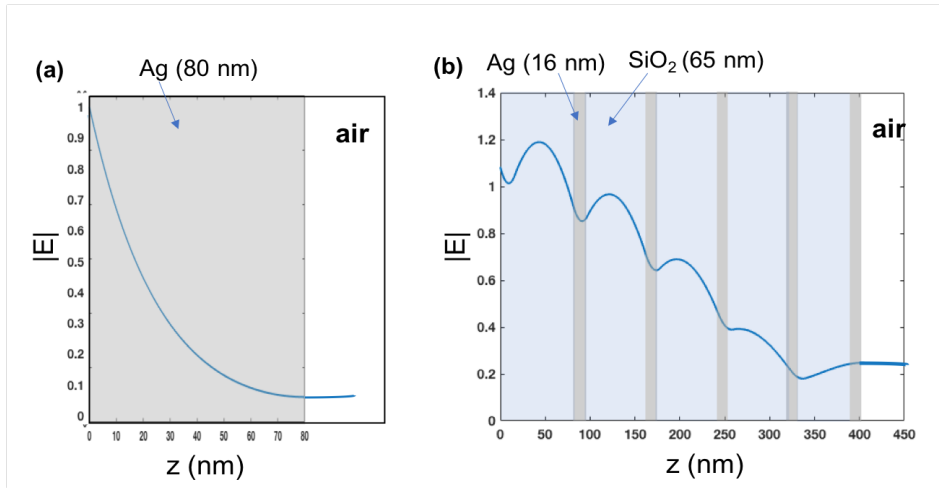 (a)
Ag (80 nm)
1
0.9
0.7
0.6
0.5
0.4
0.3
0.2
0.1
0
|E|
air
0 10 20 30 40 50 60 70 80
z (nm)
(b)
Ag (16 nm)
SiO₂ (65 nm)
1.4
1.2
1
0.8
0.6
0.4
0.2
0
|E|
air
0 50 100 150 200 250 300 350 400 450
z (nm)